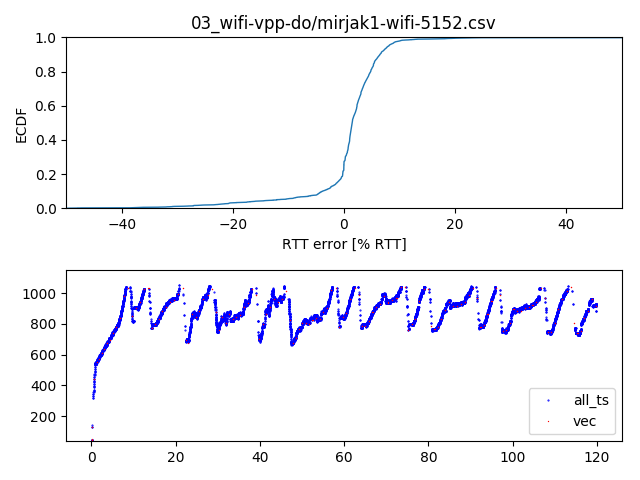 03_wifi-vpp-do/mirjak1-wifi-5152.csv
1.0
0.8
0.6
0.4
0.2
0.0
ECDF
−40 −20 0 20 40
RTT error [% RTT]
1000
800
600
400
200
all_ts
vec
0 20 40 60 80 100 120